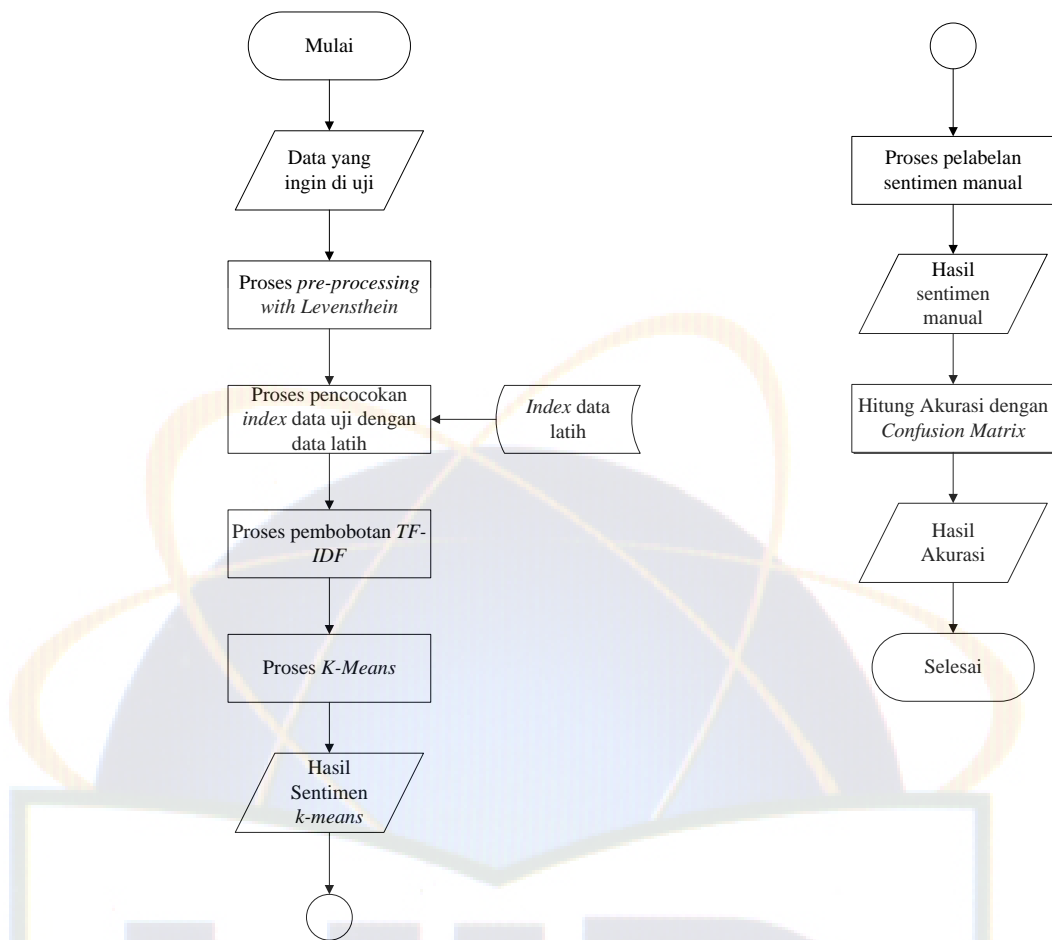 Mulai
Data yang
ingin di uji
Proses pre-processing
with Levensthein
Proses pencocokan
index data uji dengan
data latih
Index data
latih
Proses pembobotan TF-
IDF
Proses K-Means
Hasil
Sentimen
k-means
Proses pelabelan
sentimen manual
Hasil
sentimen
manual
Hitung Akurasi dengan
Confusion Matrix
Hasil
Akurasi
Selesai